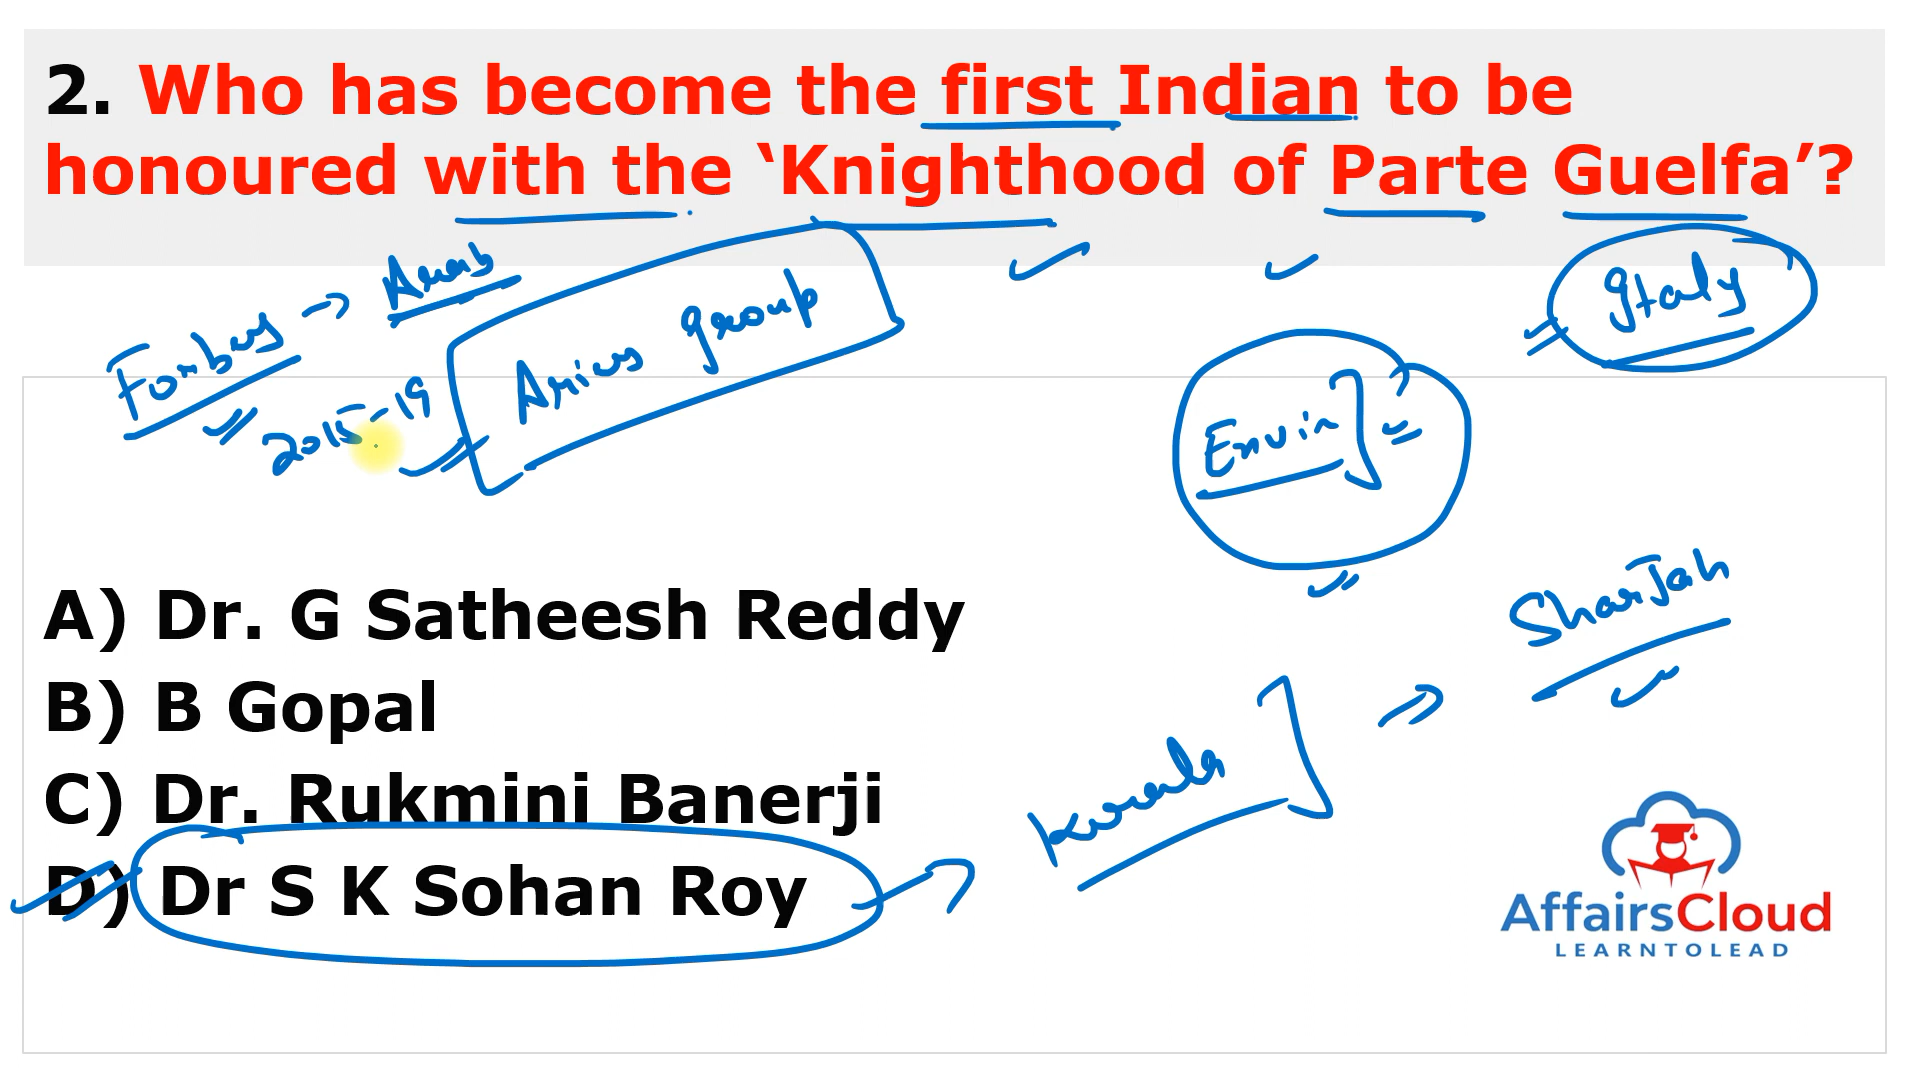 2. Who has become the first Indian to be
honoured with the ‘Knighthood of Parte Guelfa’?
Forbes → Arab
2015-19
Aries group
Envin
Italy
Sharjah
Kerala
A) Dr. G Satheesh Reddy
B) B Gopal
C) Dr. Rukmini Banerji
D) Dr S K Sohan Roy
AffairsCloud
LEARNTOLEAD